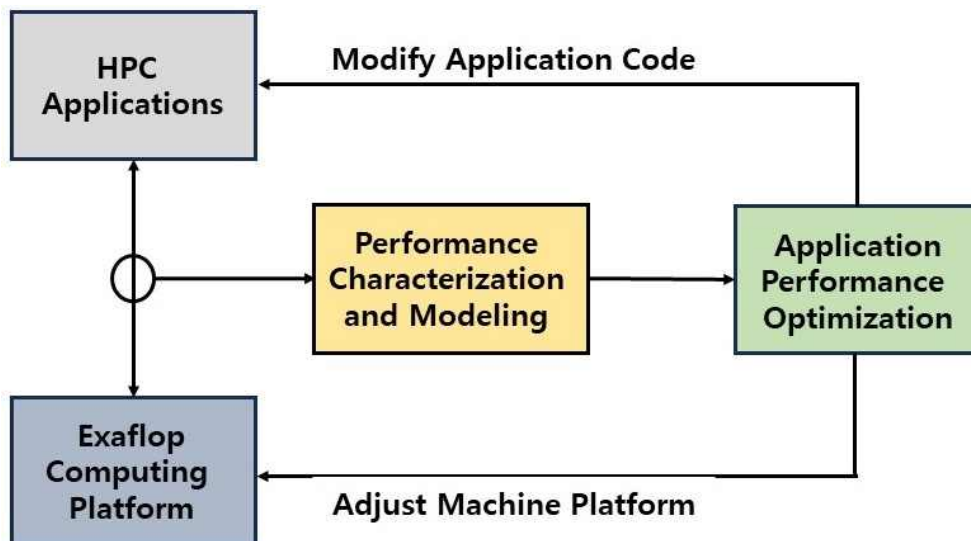 HPC
Applications
Modify Application Code
Performance
Characterization
and Modeling
Application
Performance
Optimization
Exaflop
Computing
Platform
Adjust Machine Platform